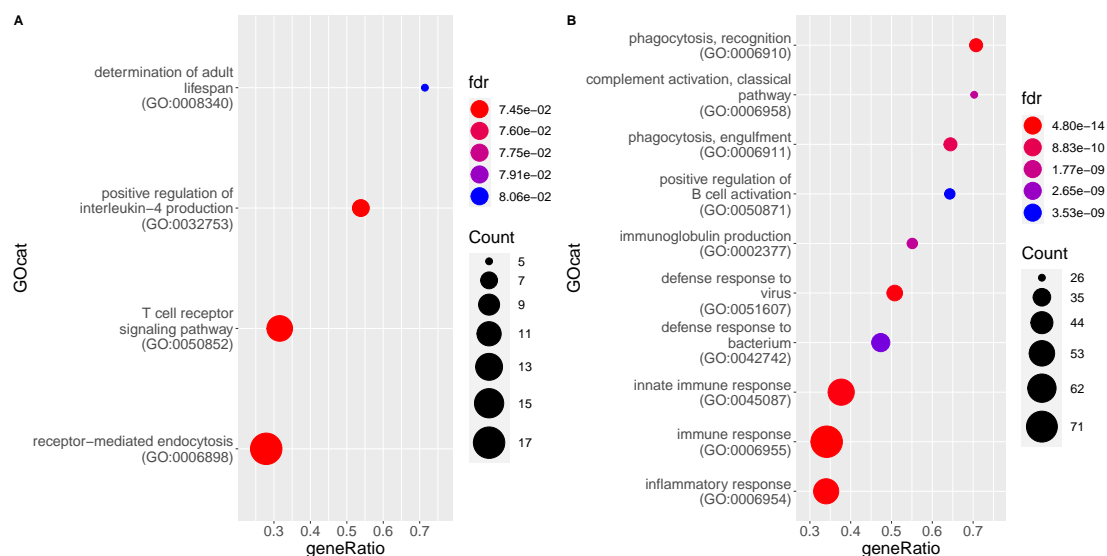 A
GOcat
determination of adult
lifespan
(GO:0008340)
positive regulation of
interleukin−4 production
(GO:0032753)
T cell receptor
signaling pathway
(GO:0050852)
receptor−mediated endocytosis
(GO:0006898)
0.3 0.4 0.5 0.6 0.7
geneRatio
fdr
7.45e−02
7.60e−02
7.75e−02
7.91e−02
8.06e−02
Count
5
7
9
11
13
15
17
B
GOcat
phagocytosis, recognition
(GO:0006910)
complement activation, classical
pathway
(GO:0006958)
phagocytosis, engulfment
(GO:0006911)
positive regulation of
B cell activation
(GO:0050871)
immunoglobulin production
(GO:0002377)
defense response to
virus
(GO:0051607)
defense response to
bacterium
(GO:0042742)
innate immune response
(GO:0045087)
immune response
(GO:0006955)
inflammatory response
(GO:0006954)
0.3 0.4 0.5 0.6 0.7
geneRatio
fdr
4.80e−14
8.83e−10
1.77e−09
2.65e−09
3.53e−09
Count
26
35
44
53
62
71